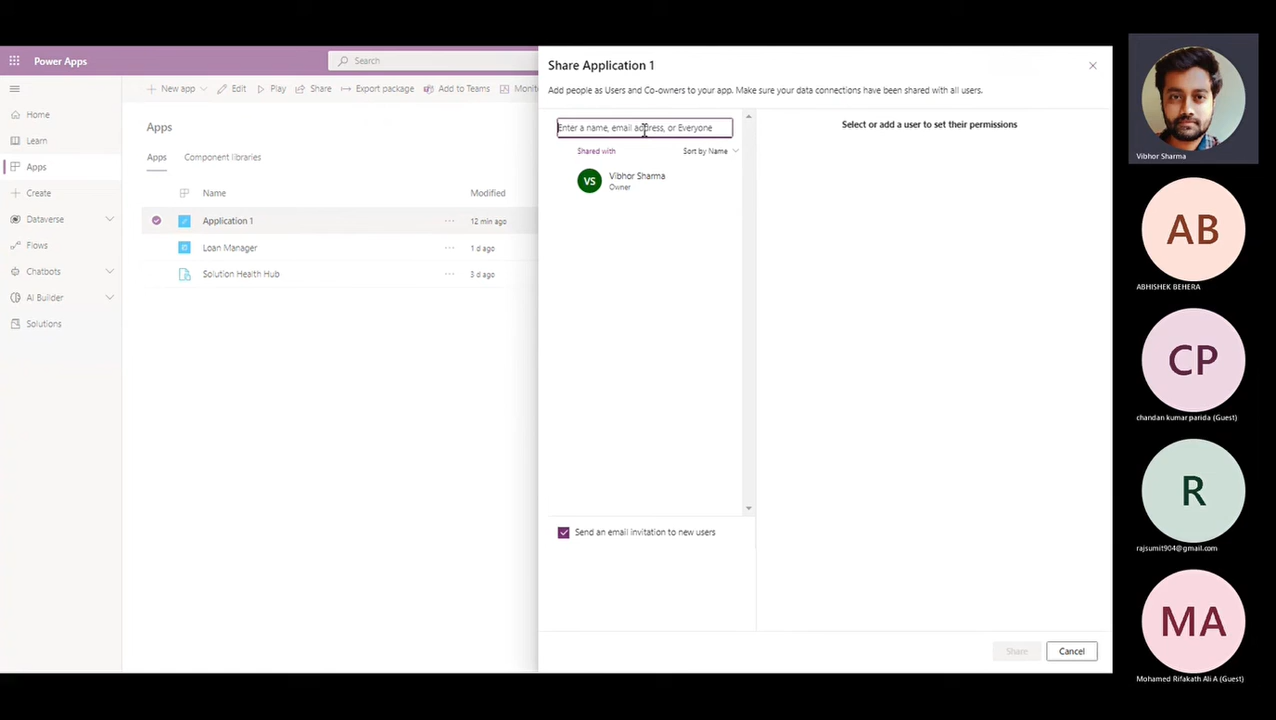 Power Apps
Search
New app
Edit
Play
Share
Export package
Add to Teams
Monit
Home
Learn
Apps
Create
Dataverse
Flows
Chatbots
AI Builder
Solutions
Apps
Apps
Component libraries
Name
Modified
Application 1
12 min ago
Loan Manager
1 d ago
Solution Health Hub
3 d ago
Share Application 1
Add people as Users and Co-owners to your app. Make sure your data connections have been shared with all users.
Enter a name, email address, or Everyone
Shared with
Sort by Name
VS
Vibhor Sharma
Owner
Send an email invitation to new users
Select or add a user to set their permissions
Share
Cancel
Vibhor Sharma
AB
ABHISHEK BEHERA
CP
chandan kumar parida (Guest)
R
rajsumit904@gmail.com
MA
Mohamed Rifakath Ali A (Guest)